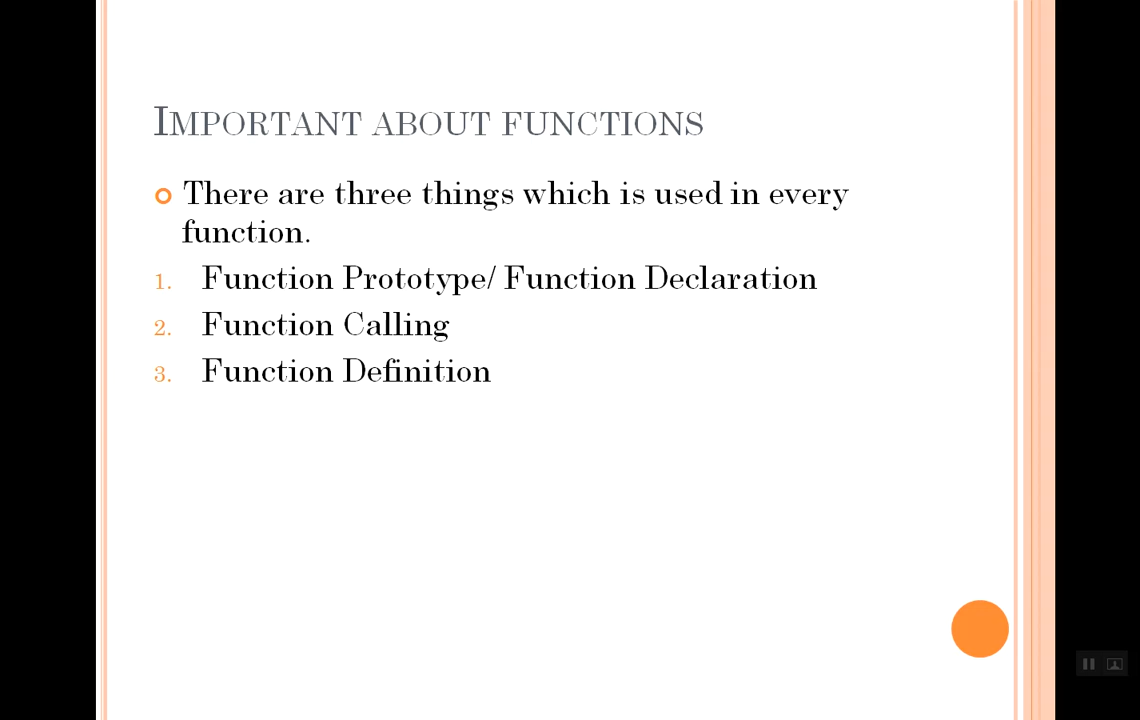 IMPORTANT ABOUT FUNCTIONS
There are three things which is used in every
function.
1. Function Prototype/ Function Declaration
2. Function Calling
3. Function Definition